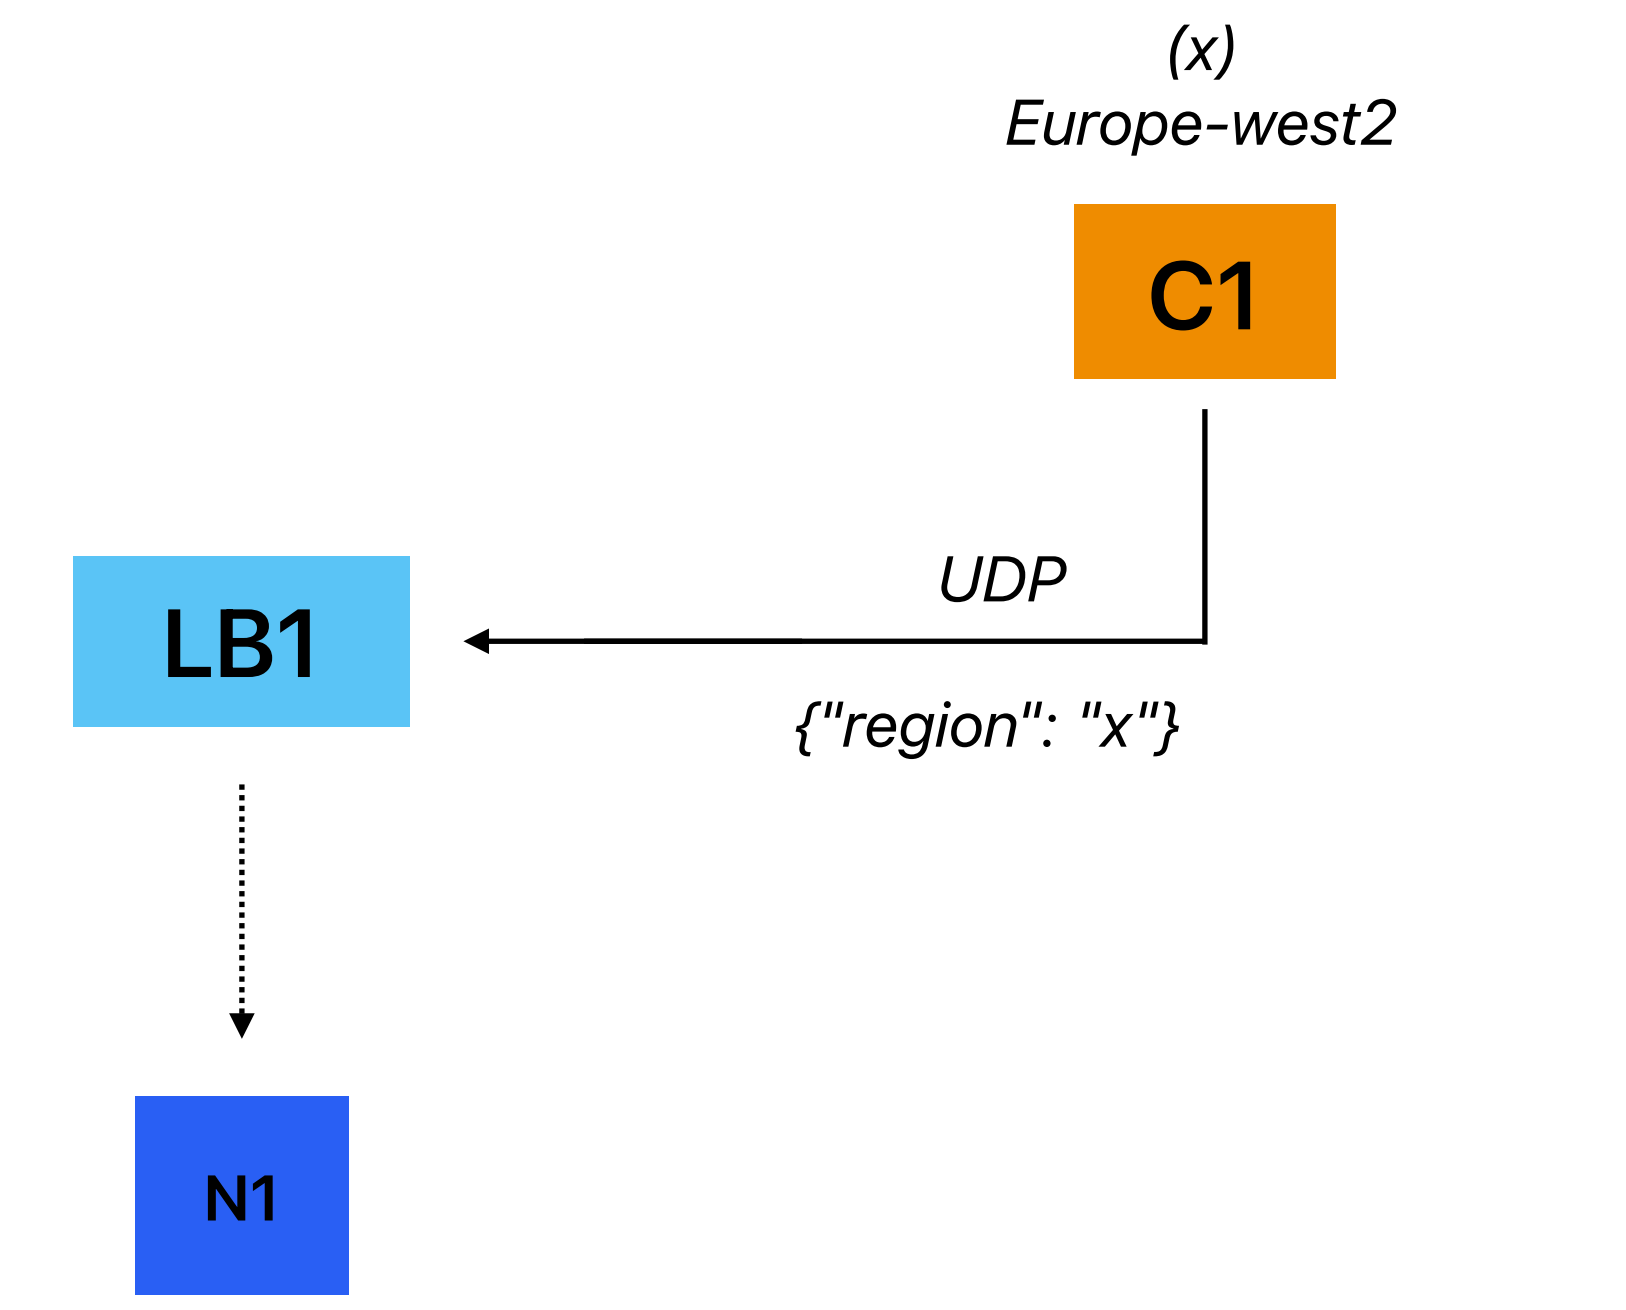 (x)
Europe-west2
C1
UDP
LB1
{"region": "x"}
N1